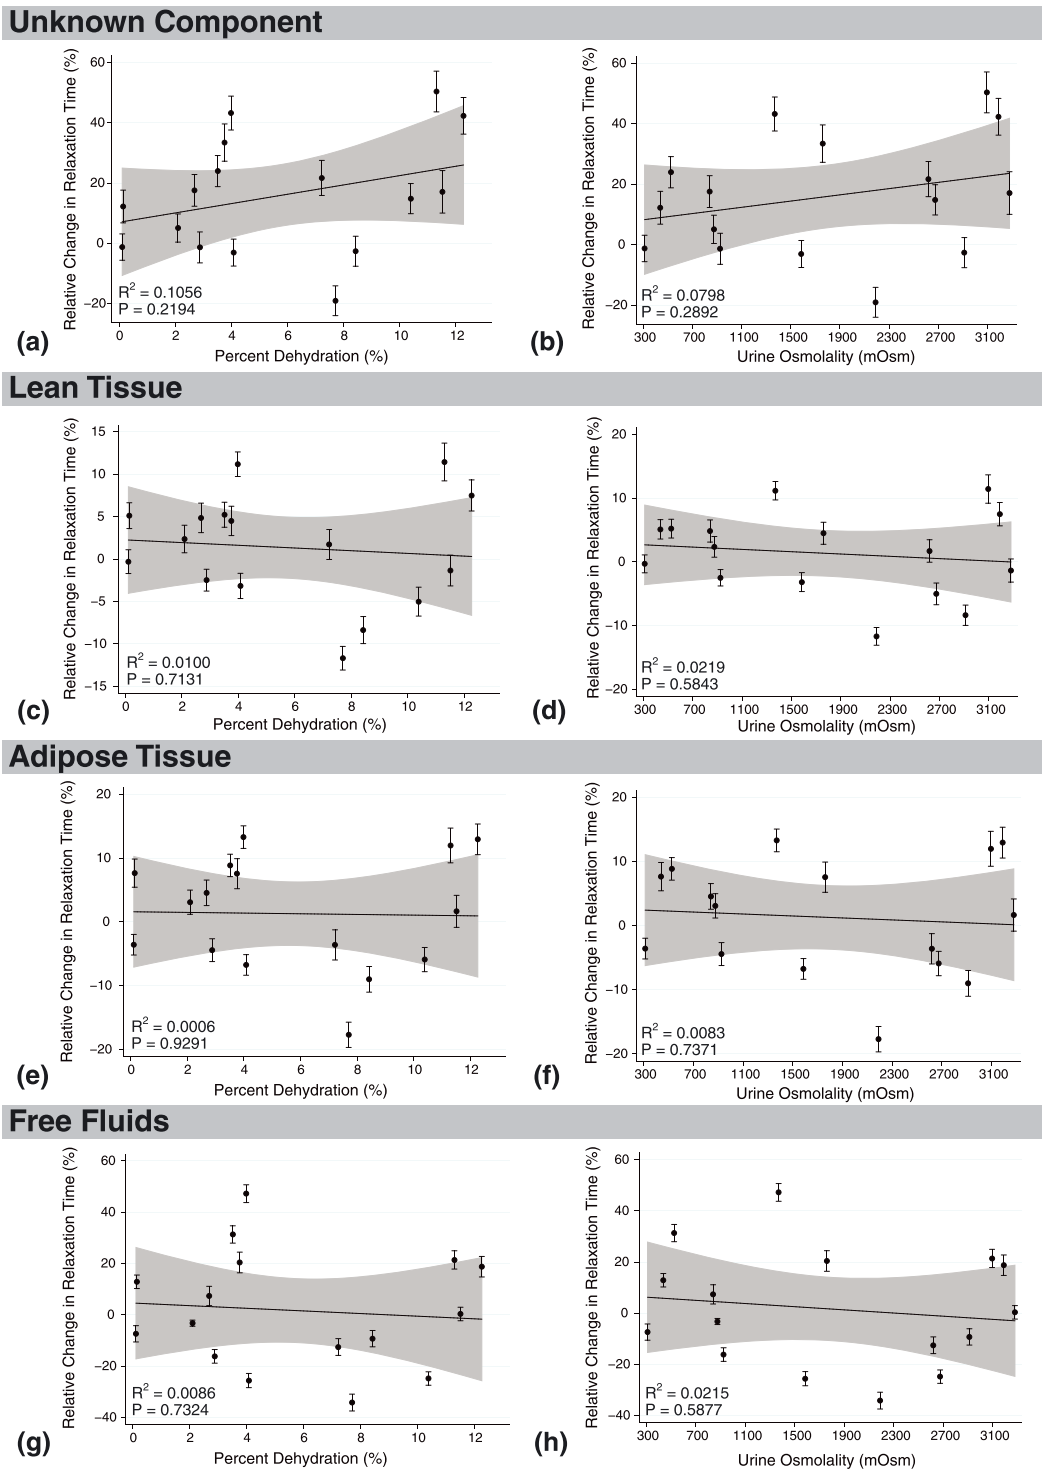 Unknown Component
Relative Change in Relaxation Time (%)
60
40
20
0
−20
R2 = 0.1056
P = 0.2194
0 2 4 6 8 10 12
(a)
Percent Dehydration (%)
Relative Change in Relaxation Time (%)
60
40
20
0
−20
R2 = 0.0798
P = 0.2892
300 700 1100 1500 1900 2300 2700 3100
(b)
Urine Osmolality (mOsm)
Lean Tissue
Relative Change in Relaxation Time (%)
15
10
5
0
−5
−10
−15
R2 = 0.0100
P = 0.7131
0 2 4 6 8 10 12
(c)
Percent Dehydration (%)
Relative Change in Relaxation Time (%)
20
10
0
−10
−20
R2 = 0.0219
P = 0.5843
300 700 1100 1500 1900 2300 2700 3100
(d)
Urine Osmolality (mOsm)
Adipose Tissue
Relative Change in Relaxation Time (%)
20
10
0
−10
−20
R2 = 0.0006
P = 0.9291
0 2 4 6 8 10 12
(e)
Percent Dehydration (%)
Relative Change in Relaxation Time (%)
20
10
0
−10
−20
R2 = 0.0083
P = 0.7371
300 700 1100 1500 1900 2300 2700 3100
(f)
Urine Osmolality (mOsm)
Free Fluids
Relative Change in Relaxation Time (%)
60
40
20
0
−20
−40
R2 = 0.0086
P = 0.7324
0 2 4 6 8 10 12
(g)
Percent Dehydration (%)
Relative Change in Relaxation Time (%)
60
40
20
0
−20
−40
R2 = 0.0215
P = 0.5877
300 700 1100 1500 1900 2300 2700 3100
(h)
Urine Osmolality (mOsm)